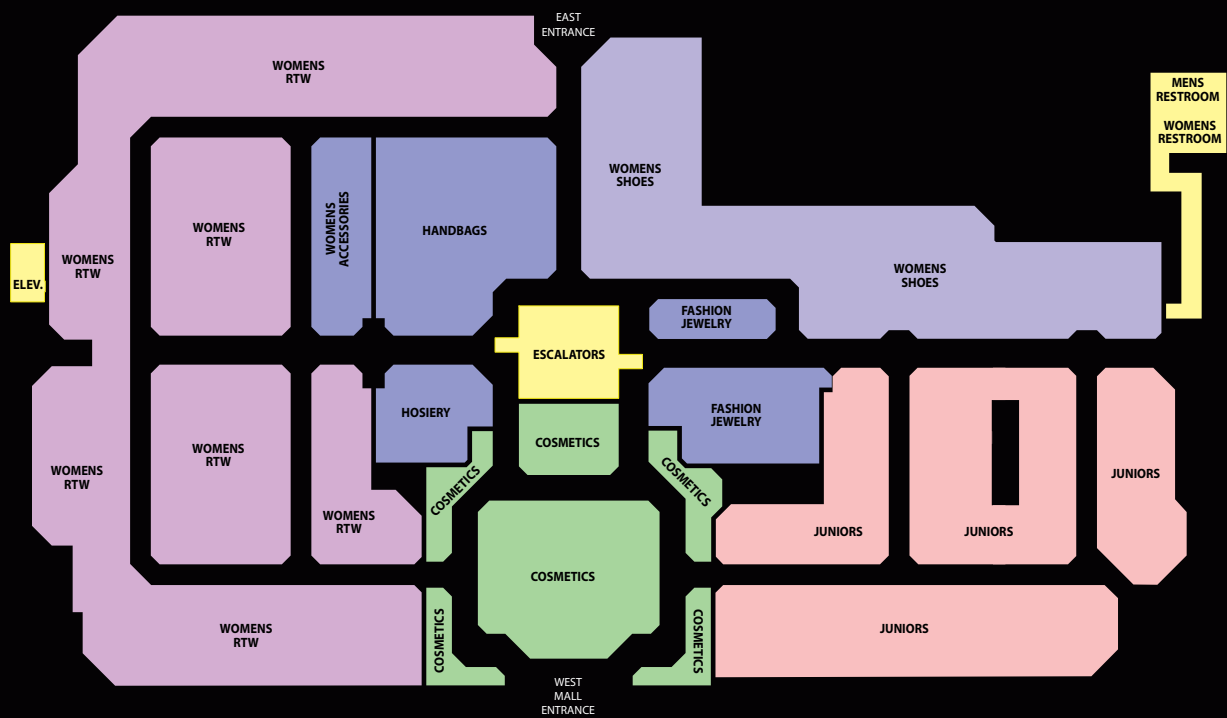 EAST
ENTRANCE
WOMENS
RTW
MENS
RESTROOM
WOMENS
RESTROOM
WOMENS
SHOES
WOMENS
RTW
WOMENS
ACCESSORIES
HANDBAGS
WOMENS
RTW
ELEV.
WOMENS
SHOES
FASHION
JEWELRY
ESCALATORS
HOSIERY
FASHION
JEWELRY
COSMETICS
WOMENS
RTW
WOMENS
RTW
COSMETICS
COSMETICS
JUNIORS
WOMENS
RTW
JUNIORS
JUNIORS
COSMETICS
WOMENS
RTW
COSMETICS
COSMETICS
JUNIORS
WEST
MALL
ENTRANCE